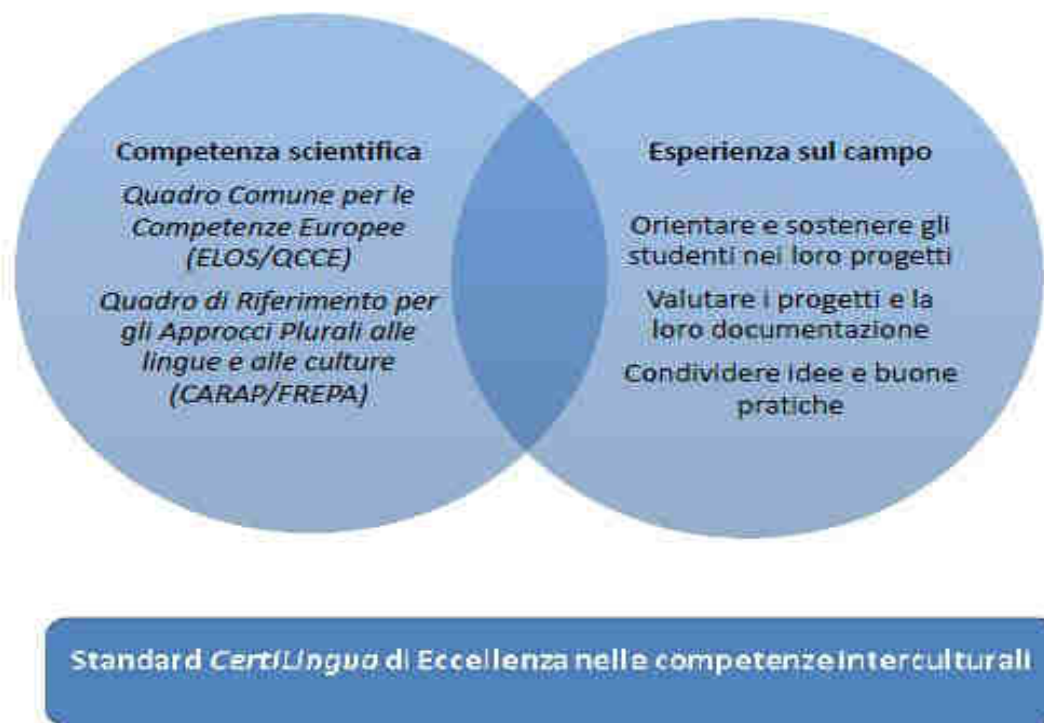 Competenza scientifica
Quadro Comune per le
Competenze Europee
(ELOS/QCCE)
Quadro di Riferimento per
gli Approcci Plurali alle
lingue e alle culture
(CARAP/FREPA)
Esperienza sul campo
Orientare e sostenere gli
studenti nei loro progetti
Valutare i progetti e la
loro documentazione
Condividere idee e buone
pratiche
Standard CertiLingua di Eccellenza nelle competenze interculturali